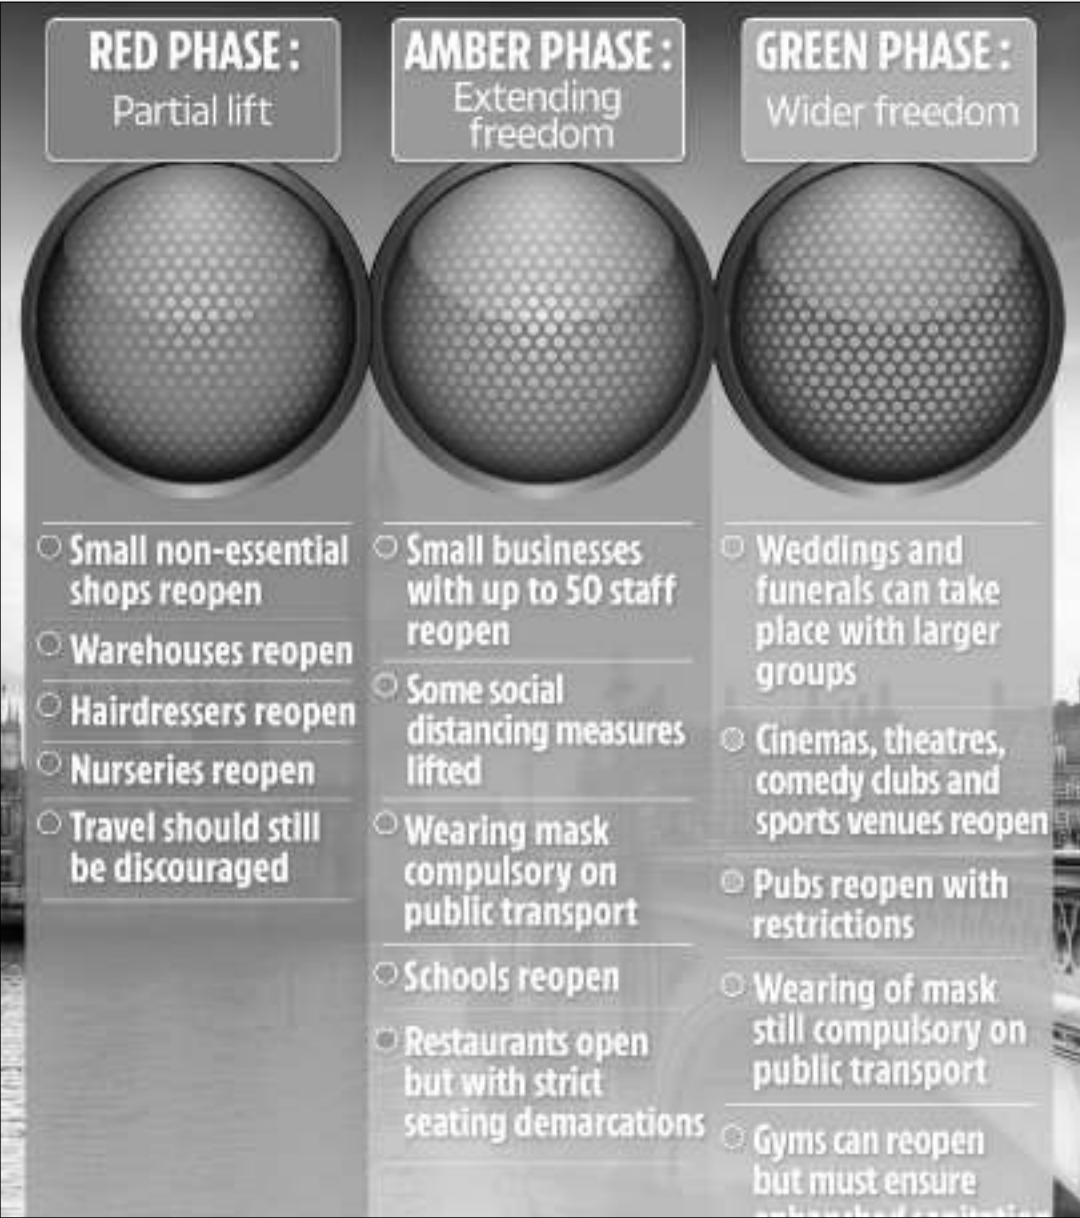 RED PHASE :
Partial lift
Small non-essential
shops reopen
Warehouses reopen
Hairdressers reopen
Nurseries reopen
Travel should still
be discouraged
AMBER PHASE :
Extending
freedom
Small businesses
with up to 50 staff
reopen
Some social
distancing measures
lifted
Wearing mask
compulsory on
public transport
Schools reopen
Restaurants open
but with strict
seating demarcations
GREEN PHASE :
Wider freedom
Weddings and
funerals can take
place with larger
groups
Cinemas, theatres,
comedy clubs and
sports venues reopen
Pubs reopen with
restrictions
Wearing of mask
still compulsory on
public transport
Gyms can reopen
but must ensure